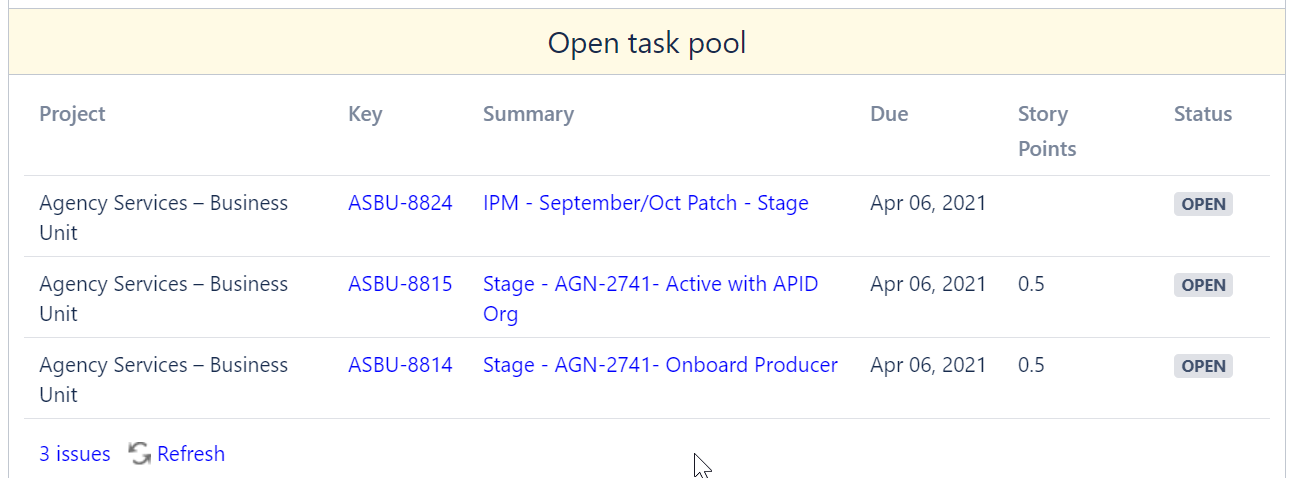 Open task pool
Project Key Summary Due Story Status
Points
Agency Services – Business ASBU-8824 IPM - September/Oct Patch - Stage Apr 06, 2021 OPEN
Unit
Agency Services – Business ASBU-8815 Stage - AGN-2741- Active with APID Apr 06, 2021 0.5 OPEN
Unit Org
Agency Services – Business ASBU-8814 Stage - AGN-2741- Onboard Producer Apr 06, 2021 0.5 OPEN
Unit
3 issues Refresh